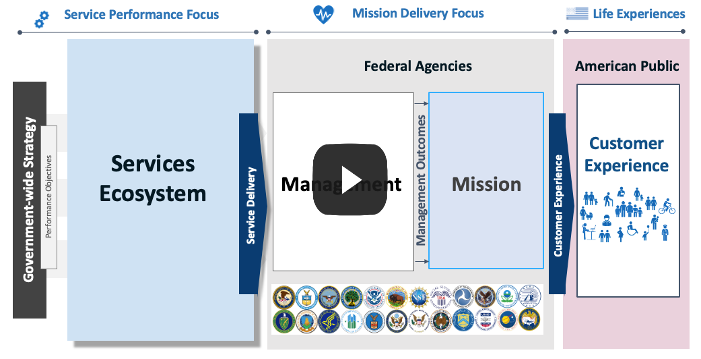 Service Performance Focus
Mission Delivery Focus
Life Experiences
Federal Agencies
American Public
Government-wide Strategy
Performance Objectives
Services
Ecosystem
Service Delivery
Management
Management Outcomes
Mission
Customer Experience
Customer
Experience